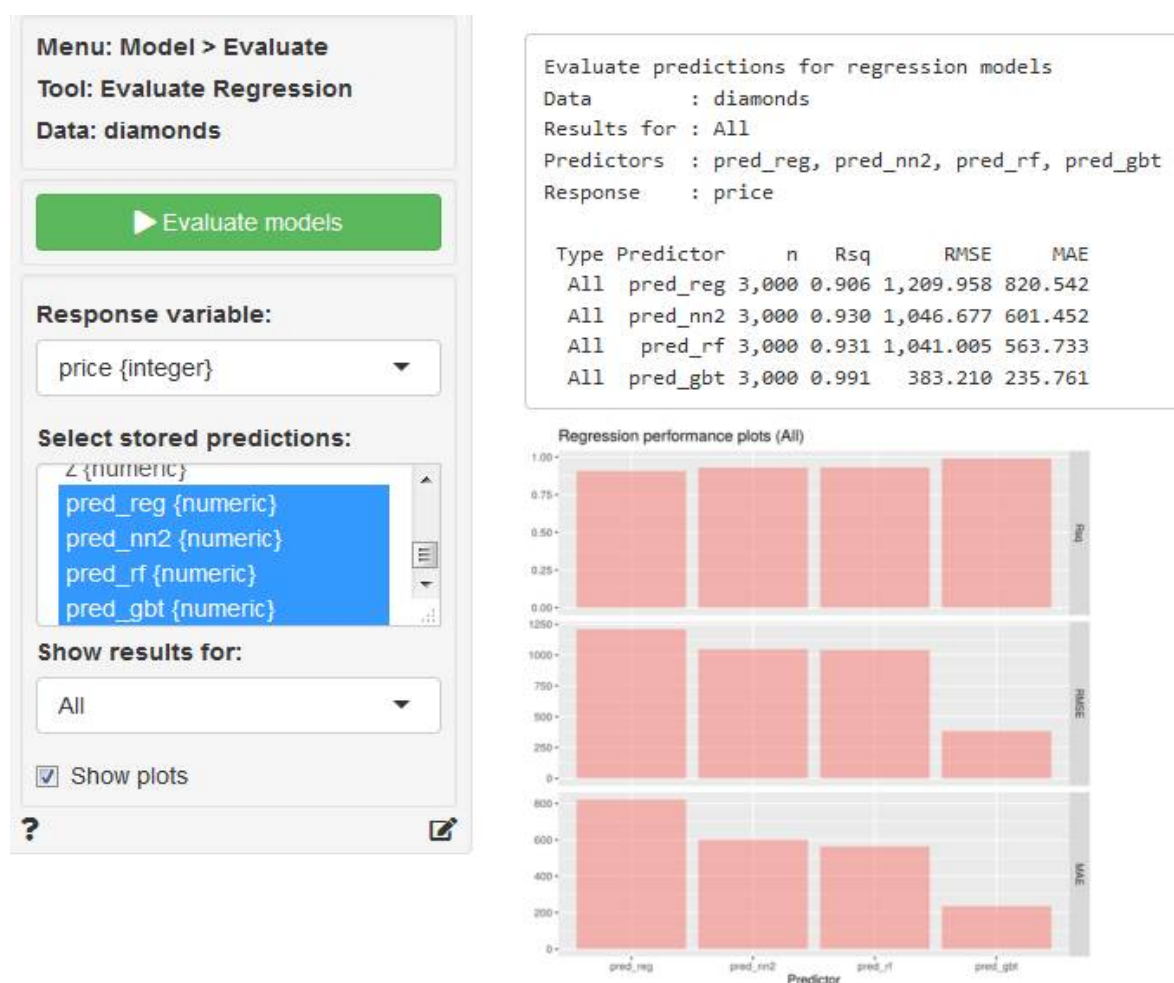 Menu: Model > Evaluate
Tool: Evaluate Regression
Data: diamonds
Evaluate models
Response variable:
price {integer}
Select stored predictions:
z {numeric}
pred_reg {numeric}
pred_nn2 {numeric}
pred_rf {numeric}
pred_gbt {numeric}
Show results for:
All
Show plots
?
Evaluate predictions for regression models
Data : diamonds
Results for : All
Predictors : pred_reg, pred_nn2, pred_rf, pred_gbt
Response : price
Type Predictor n Rsq RMSE MAE
All pred_reg 3,000 0.906 1,209.958 820.542
All pred_nn2 3,000 0.930 1,046.677 601.452
All pred_rf 3,000 0.931 1,041.005 563.733
All pred_gbt 3,000 0.991 383.210 235.761
Regression performance plots (All)
1.00
0.75
0.50
0.25
0.00
Rsq
1250
1000
750
500
250
0
RMSE
800
600
400
200
0
MAE
pred_reg pred_nn2 pred_rf pred_gbt
Predictor